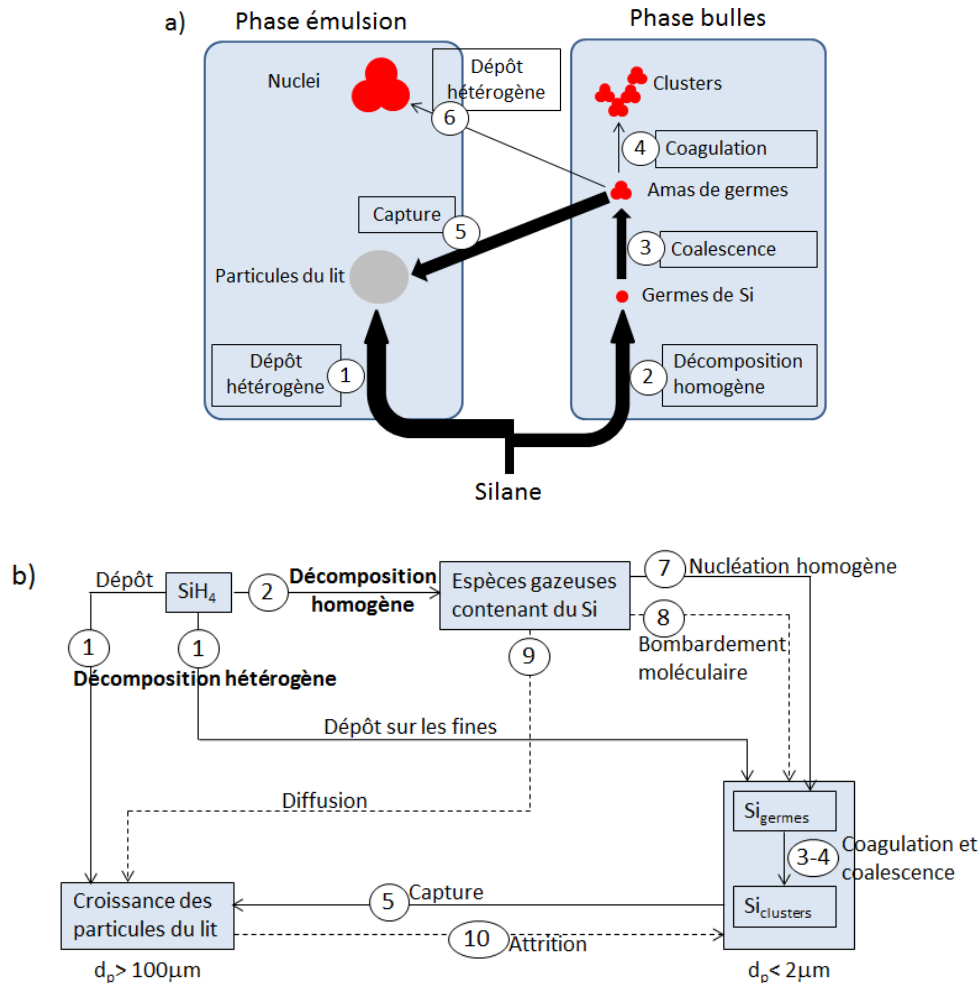 a)
Phase émulsion
Phase bulles
Nuclei
Dépôt
hétérogène
6
Clusters
4
Coagulation
Amas de germes
Capture
5
3
Coalescence
Particules du lit
Germes de Si
Dépôt
hétérogène
1
2
Décomposition
homogène
Silane
b)
Dépôt
SiH4
2
Décomposition
homogène
Espèces gazeuses
contenant du Si
7
Nucléation homogène
8
Bombardement
moléculaire
1
1
Décomposition hétérogène
9
Dépôt sur les fines
Diffusion
Sigermes
3-4
Coagulation et
coalescence
Siclusters
Croissance des
particules du lit
5
Capture
10
Attrition
dp> 100μm
dp< 2μm